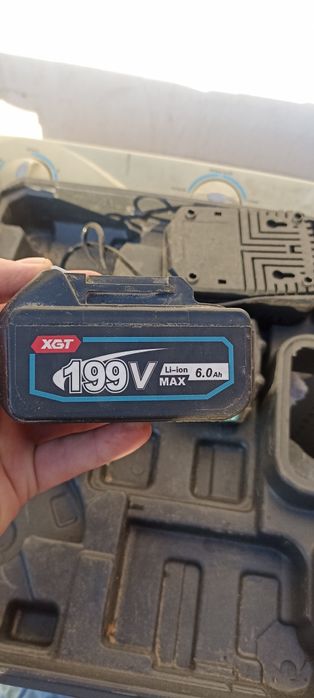 XGT
199V
Li-ion 6.0Ah
MAX